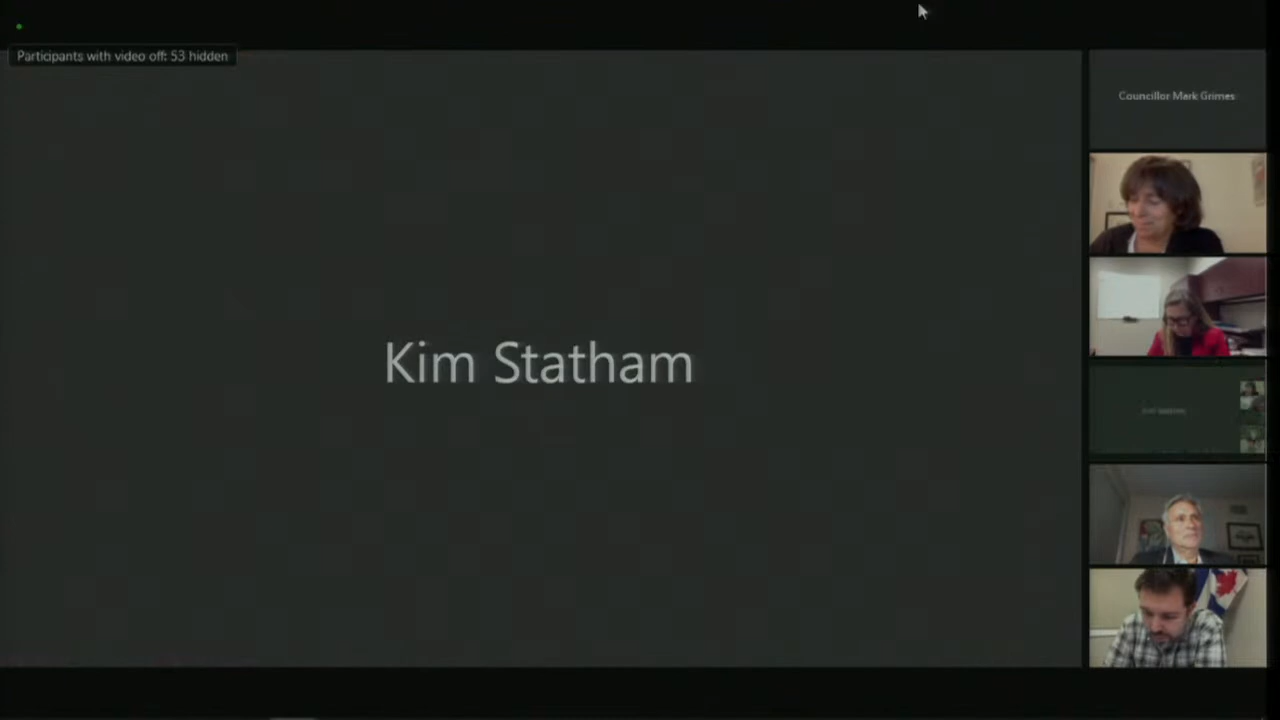 Participants with video off: 53 hidden
Councillor Mark Grimes
Kim Statham